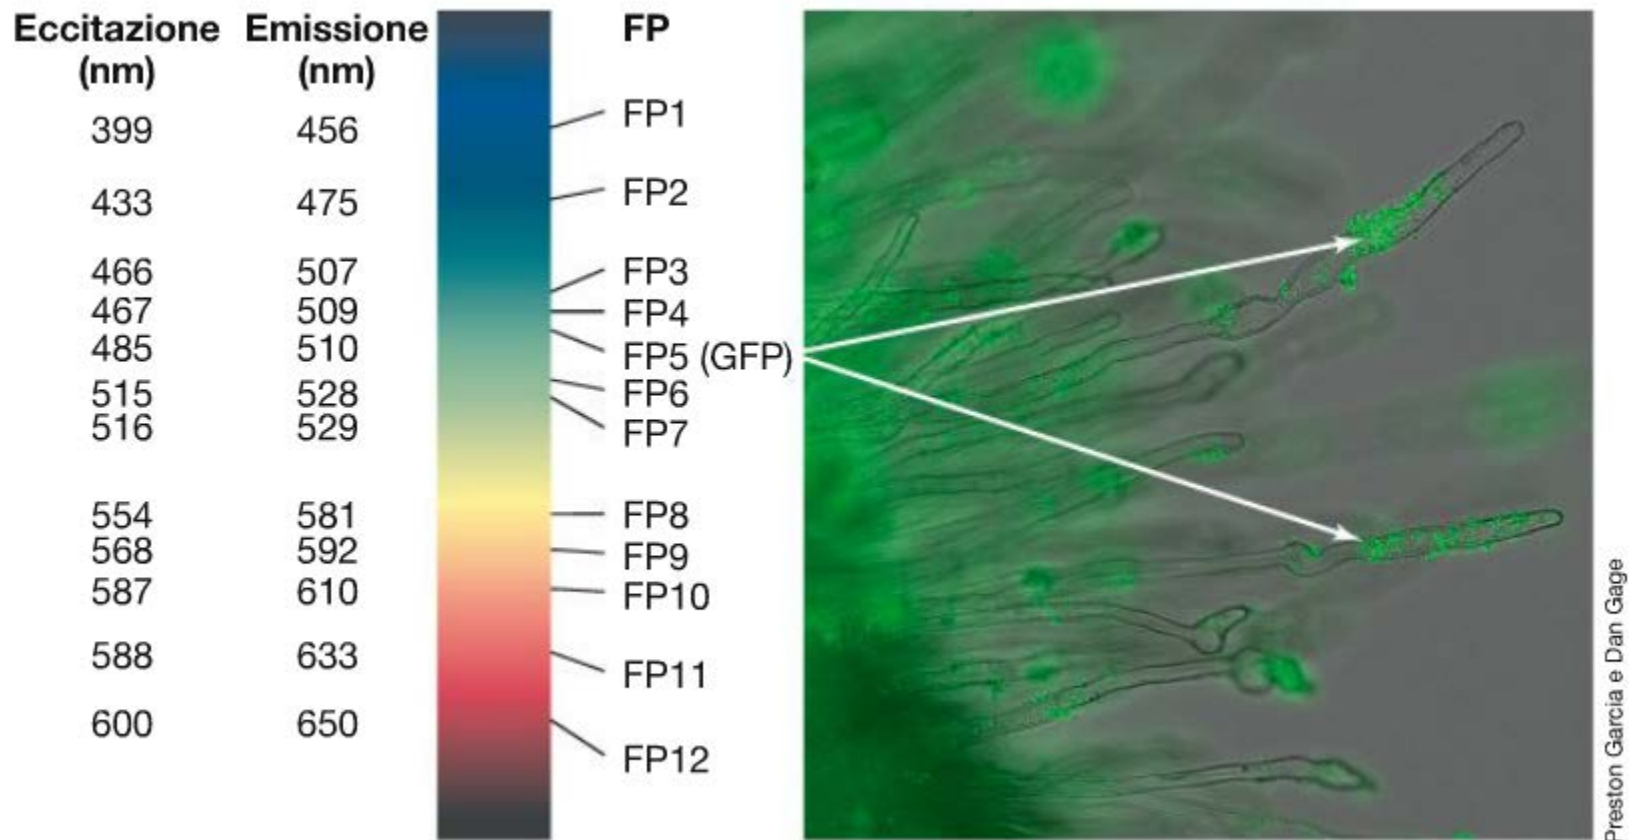 Eccitazione (nm) Emissione (nm) FP
399 456 FP1
433 475 FP2
466 507 FP3
467 509 FP4
485 510 FP5 (GFP)
515 528 FP6
516 529 FP7
554 581 FP8
568 592 FP9
587 610 FP10
588 633 FP11
600 650 FP12
Preston Garcia e Dan Gage